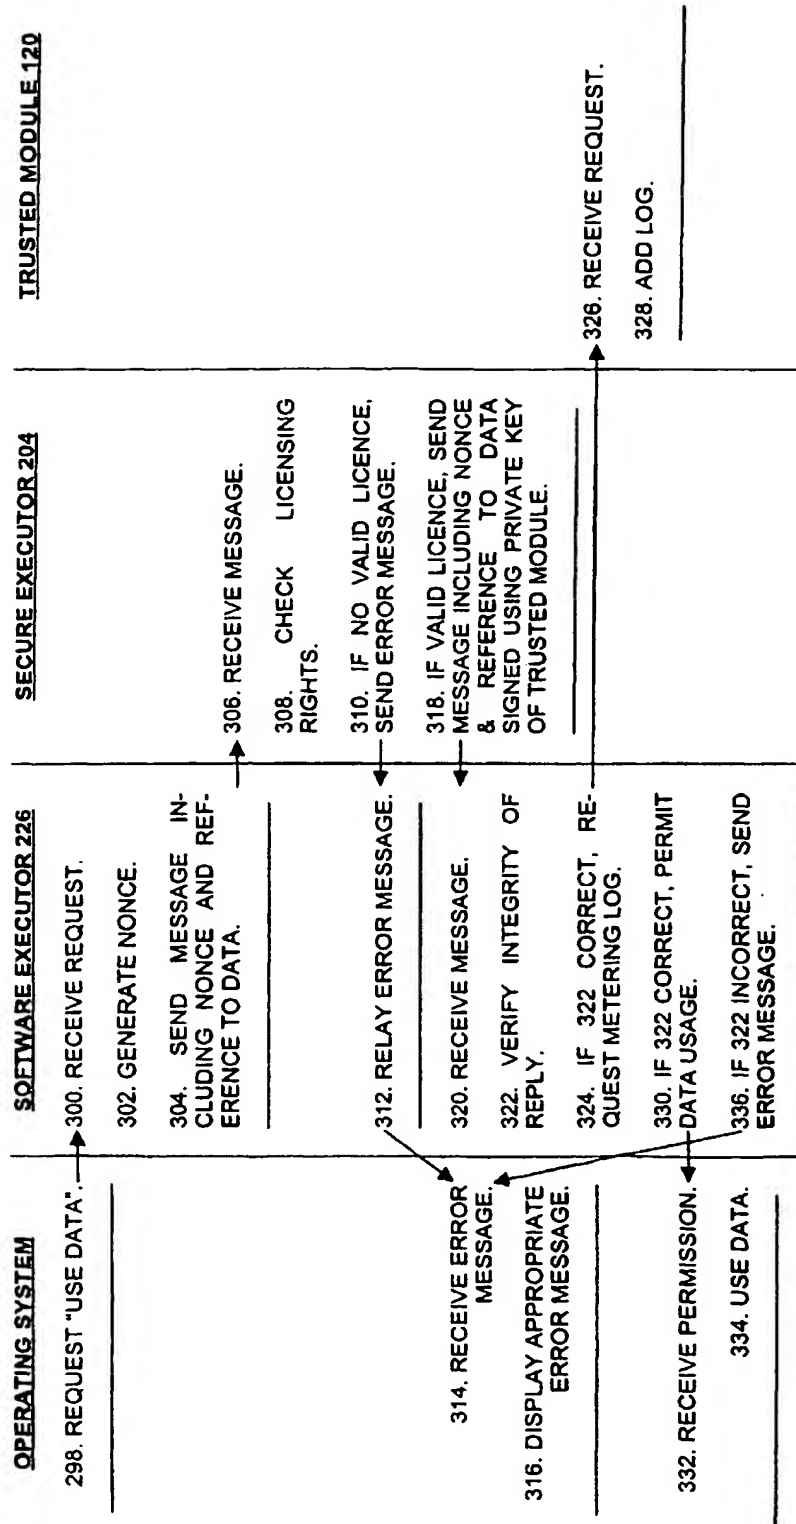 OPERATING SYSTEM
298. REQUEST "USE DATA".
314. RECEIVE ERROR
MESSAGE.
316. DISPLAY APPROPRIATE
ERROR MESSAGE.
332. RECEIVE PERMISSION.
334. USE DATA.
SOFTWARE EXECUTOR 226
300. RECEIVE REQUEST.
302. GENERATE NONCE.
304. SEND MESSAGE IN-
CLUDING NONCE AND REF-
ERENCE TO DATA.
312. RELAY ERROR MESSAGE.
320. RECEIVE MESSAGE.
322. VERIFY INTEGRITY OF
REPLY.
324. IF 322 CORRECT, RE-
QUEST METERING LOG.
330. IF 322 CORRECT, PERMIT
DATA USAGE.
336. IF 322 INCORRECT, SEND
ERROR MESSAGE.
SECURE EXECUTOR 204
306. RECEIVE MESSAGE.
308. CHECK LICENSING
RIGHTS.
310. IF NO VALID LICENCE,
SEND ERROR MESSAGE.
318. IF VALID LICENCE, SEND
MESSAGE INCLUDING NONCE
& REFERENCE TO DATA
SIGNED USING PRIVATE KEY
OF TRUSTED MODULE.
TRUSTED MODULE 120
326. RECEIVE REQUEST.
328. ADD LOG.